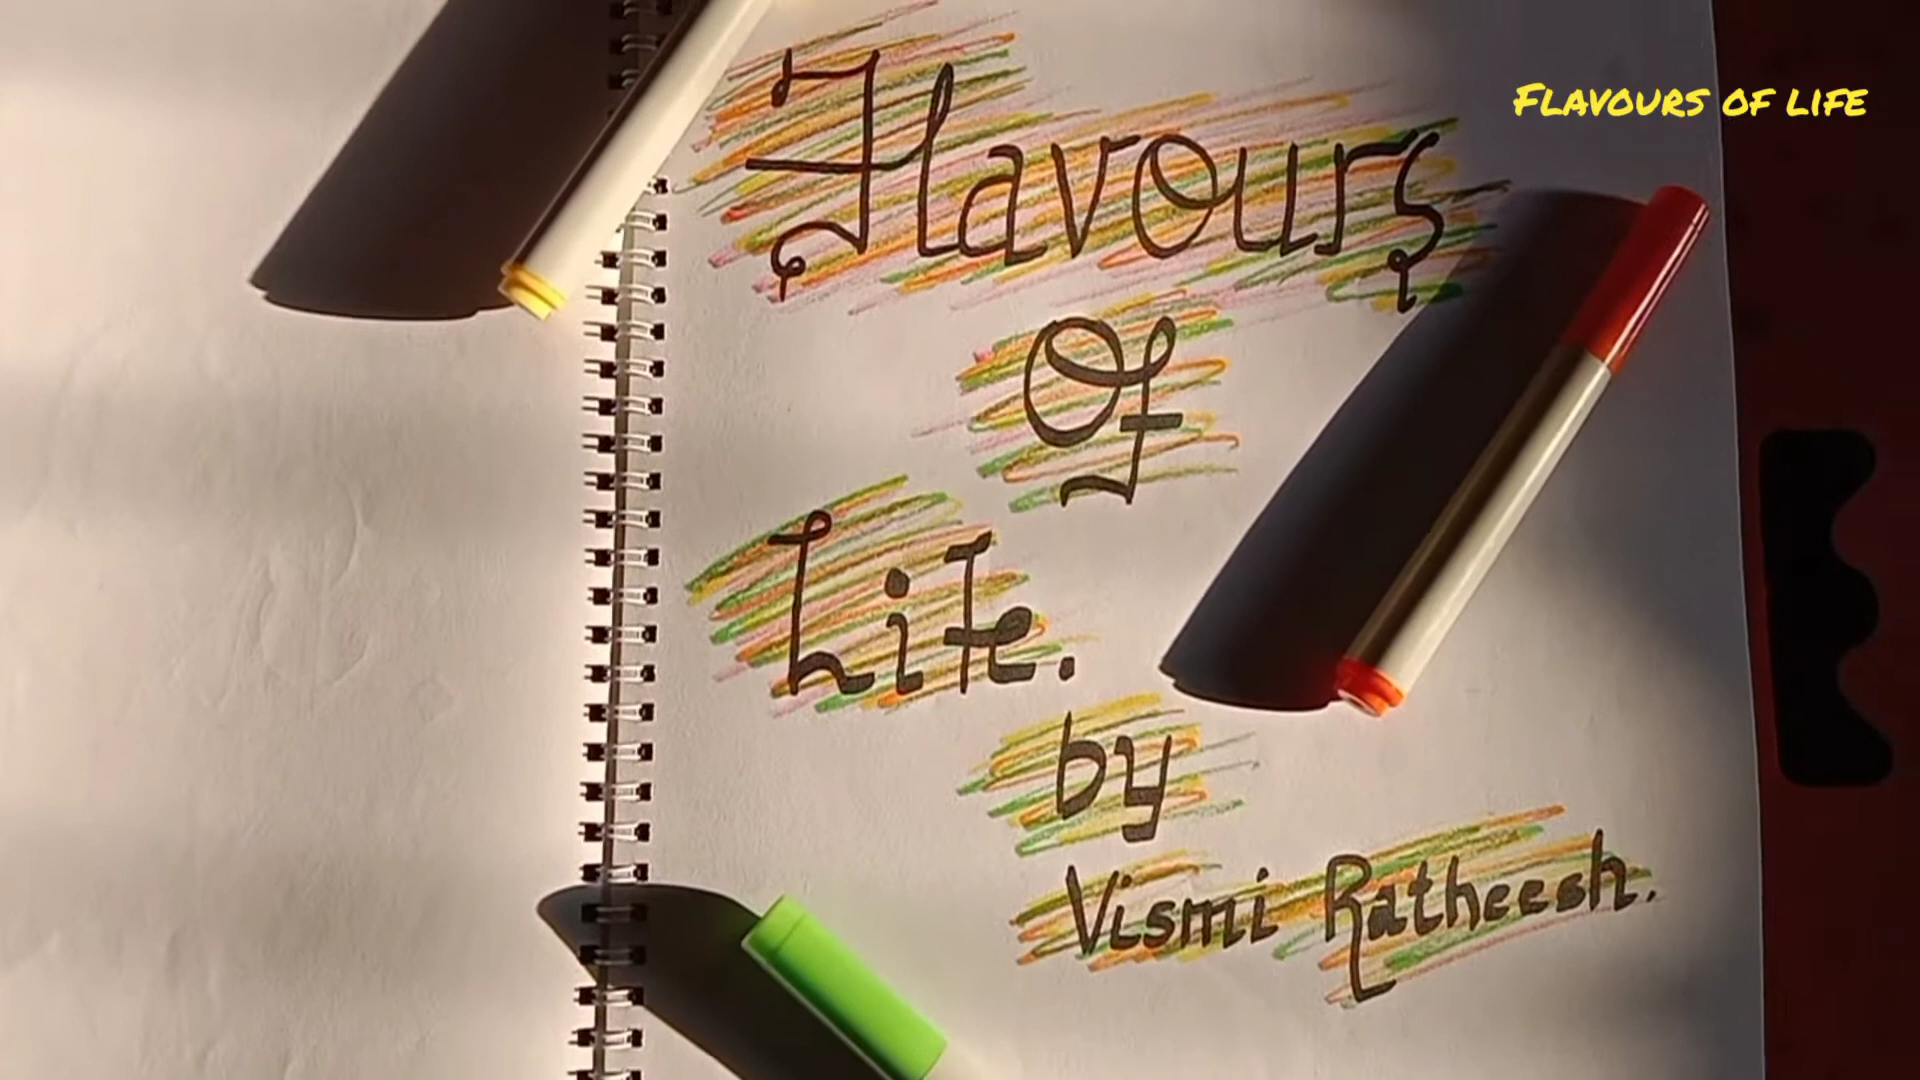 FLAVOURS OF LIFE
Flavours
Of
Life.
by
Vismi Ratheesh.